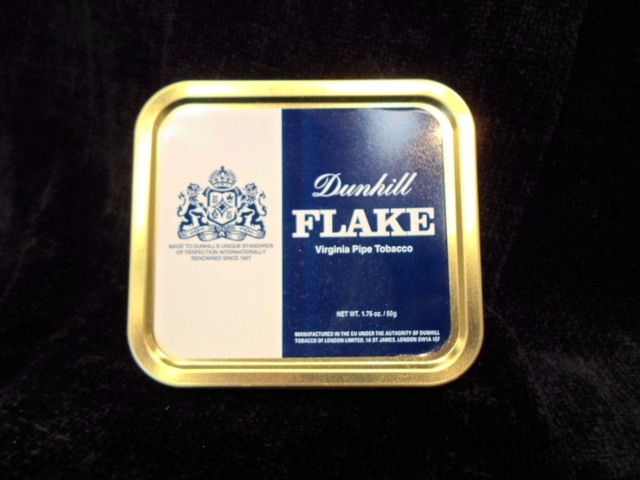 MADE TO DUNHILL'S UNIQUE STANDARDS
OF PERFECTION INTERNATIONALLY
RENOWNED SINCE 1907
Dunhill
FLAKE
Virginia Pipe Tobacco
NET WT. 1.76 oz. / 50g
MANUFACTURED IN THE EU UNDER THE AUTHORITY OF DUNHILL
TOBACCO OF LONDON LIMITED, 1A ST JAMES, LONDON SW1A 1EF